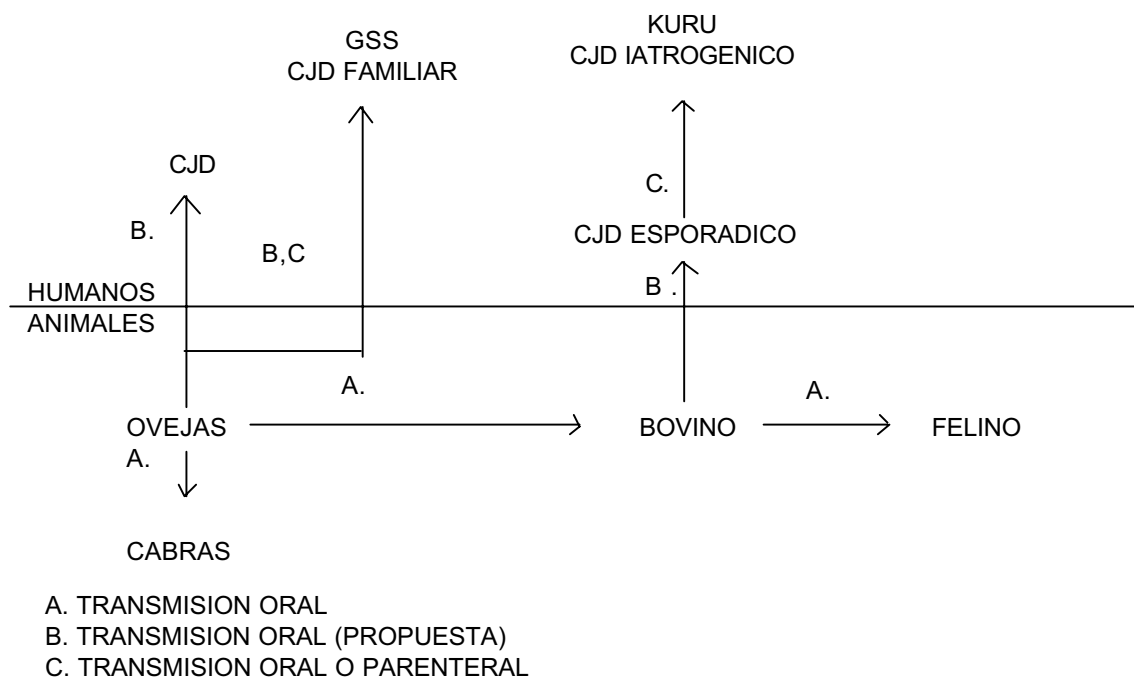 KURU
CJD IATROGENICO
GSS
CJD FAMILIAR
CJD
C.
B.
CJD ESPORADICO
B,C
B .
HUMANOS
ANIMALES
A.
A.
OVEJAS
BOVINO
FELINO
A.
CABRAS
A. TRANSMISION ORAL
B. TRANSMISION ORAL (PROPUESTA)
C. TRANSMISION ORAL O PARENTERAL